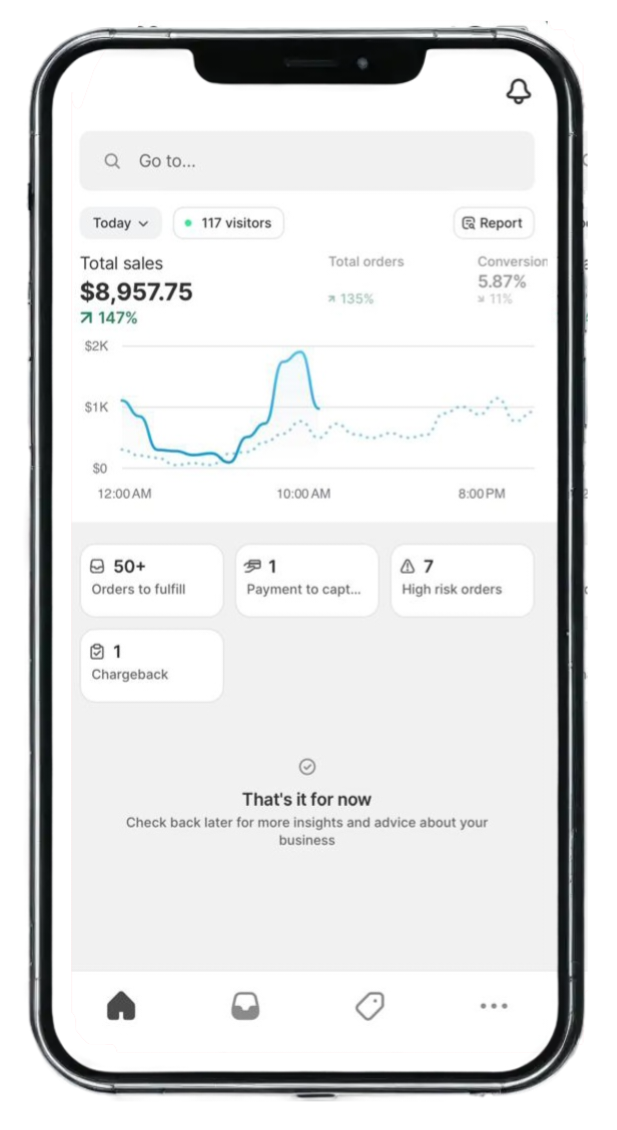 Go to...
Today
117 visitors
Report
Total sales
Total orders
Conversion
$8,957.75
5.87%
147%
135%
11%
$2K
$1K
$0
12:00 AM
10:00 AM
8:00 PM
50+
Orders to fulfill
1
Payment to capt...
7
High risk orders
1
Chargeback
That's it for now
Check back later for more insights and advice about your
business